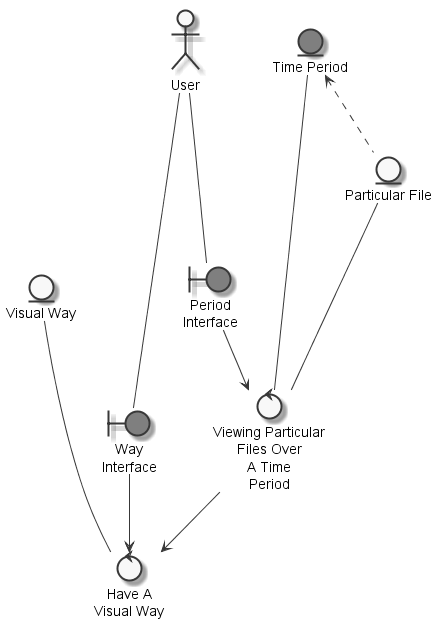 User
Time Period
Particular File
Period
Interface
Visual Way
Viewing Particular
Files Over
A Time
Period
Way
Interface
Have A
Visual Way